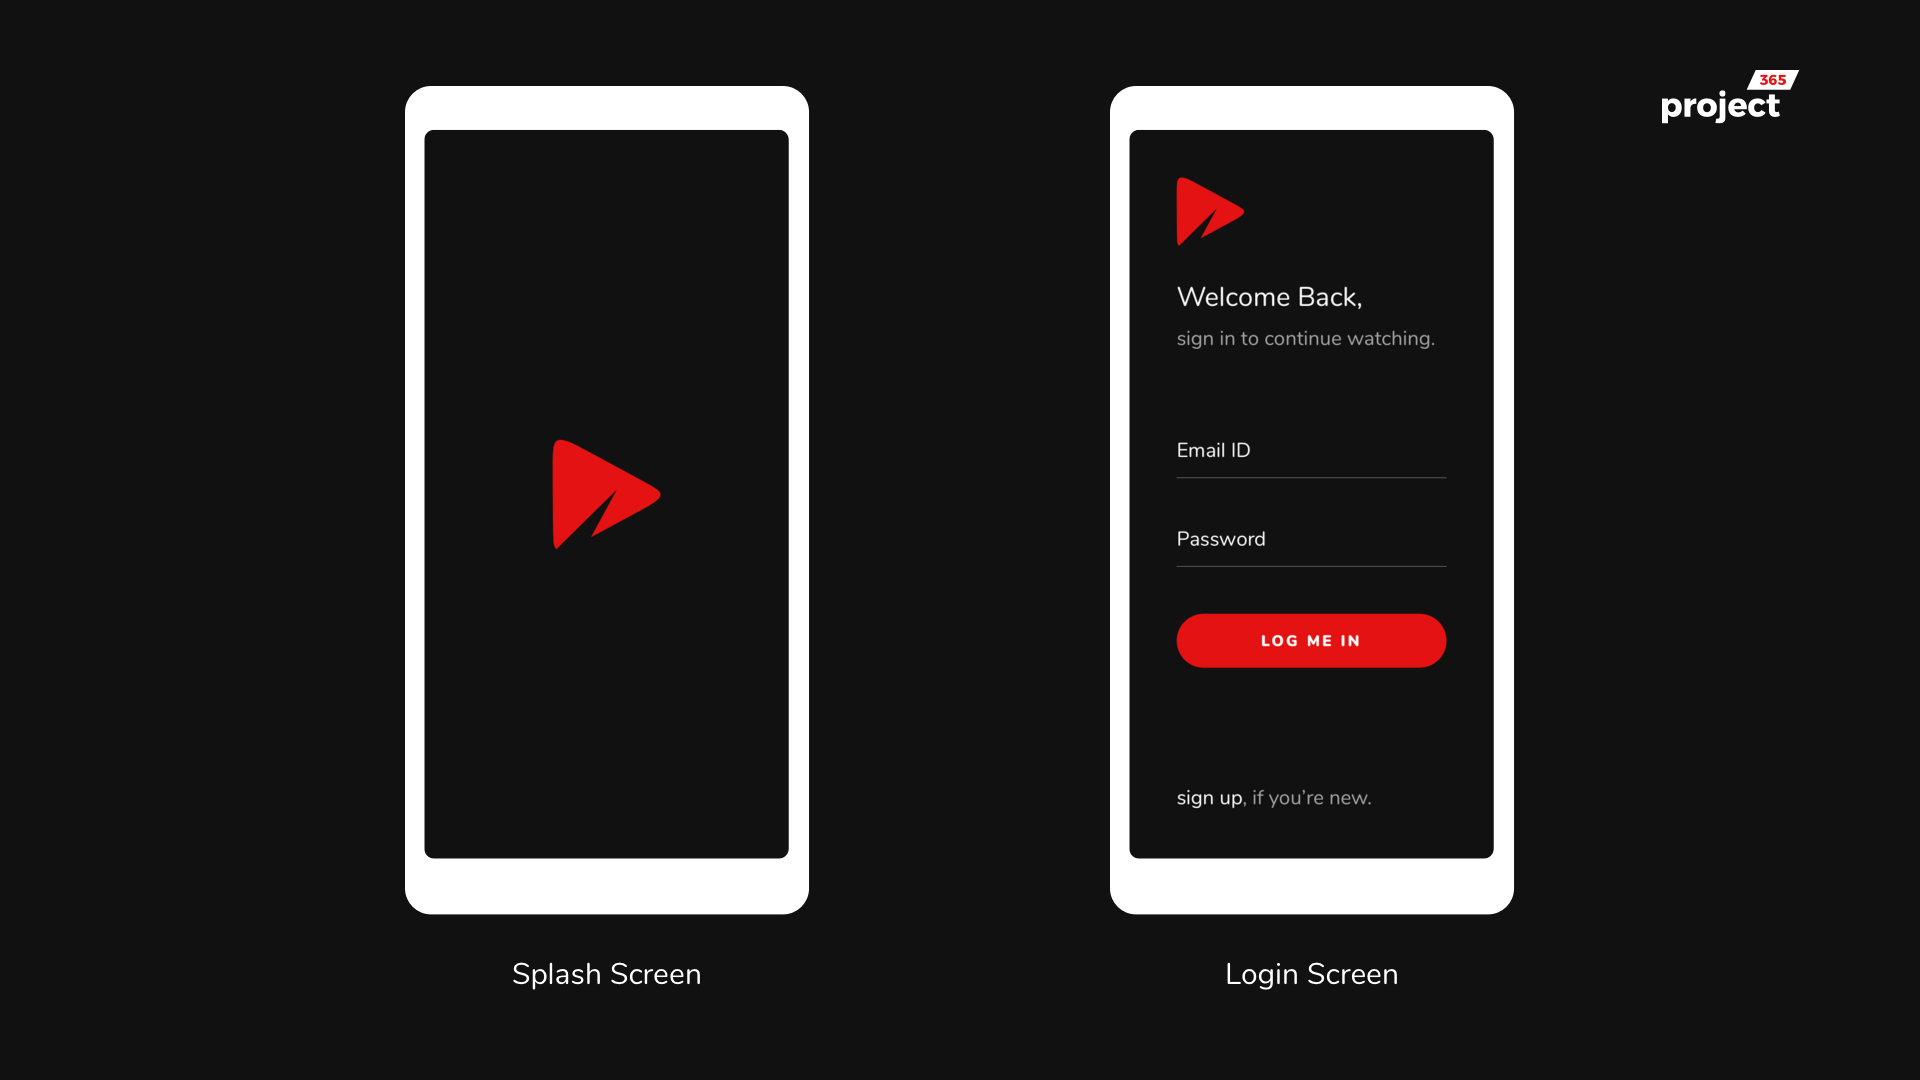 365
project
Welcome Back,
sign in to continue watching.
Email ID
Password
LOG ME IN
sign up, if you’re new.
Splash Screen
Login Screen